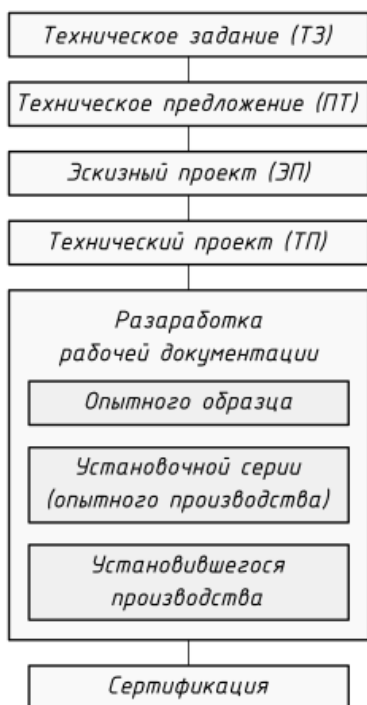 Техническое задание (ТЗ)
Техническое предложение (ПТ)
Эскизный проект (ЭП)
Технический проект (ТП)
Разаработка
рабочей документации
Опытного образца
Установочной серии
(опытного производства)
Установившегося
производства
Сертификация